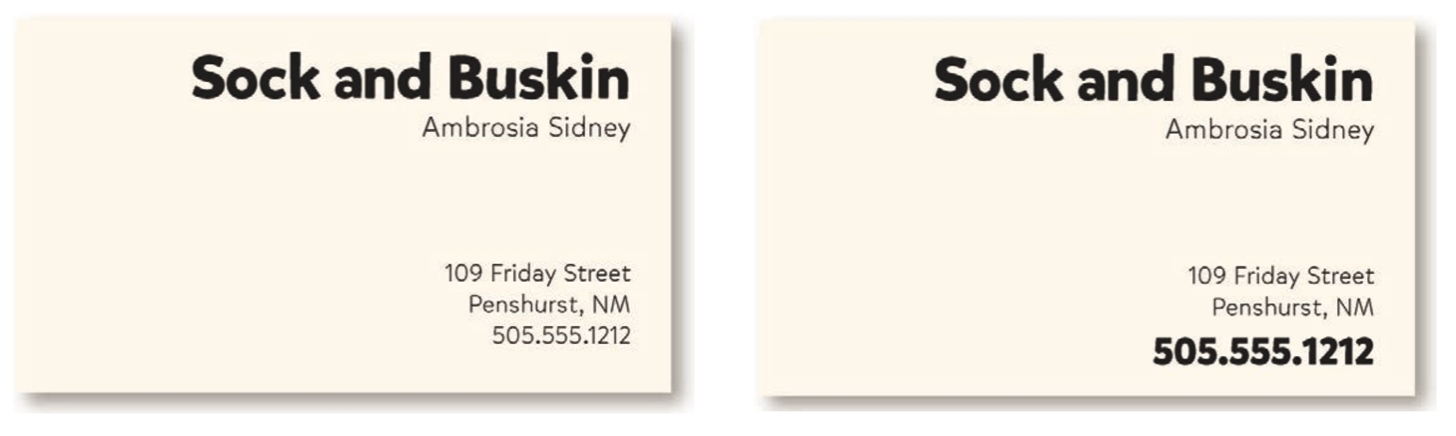 Sock and Buskin
Ambrosia Sidney
109 Friday Street
Penshurst, NM
505.555.1212
Sock and Buskin
Ambrosia Sidney
109 Friday Street
Penshurst, NM
505.555.1212